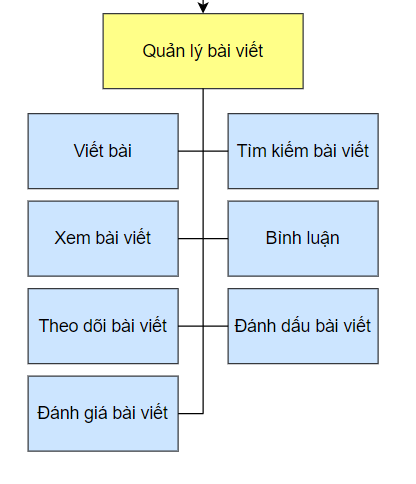 Quản lý bài viết
Viết bài
Tìm kiếm bài viết
Xem bài viết
Bình luận
Theo dõi bài viết
Đánh dấu bài viết
Đánh giá bài viết